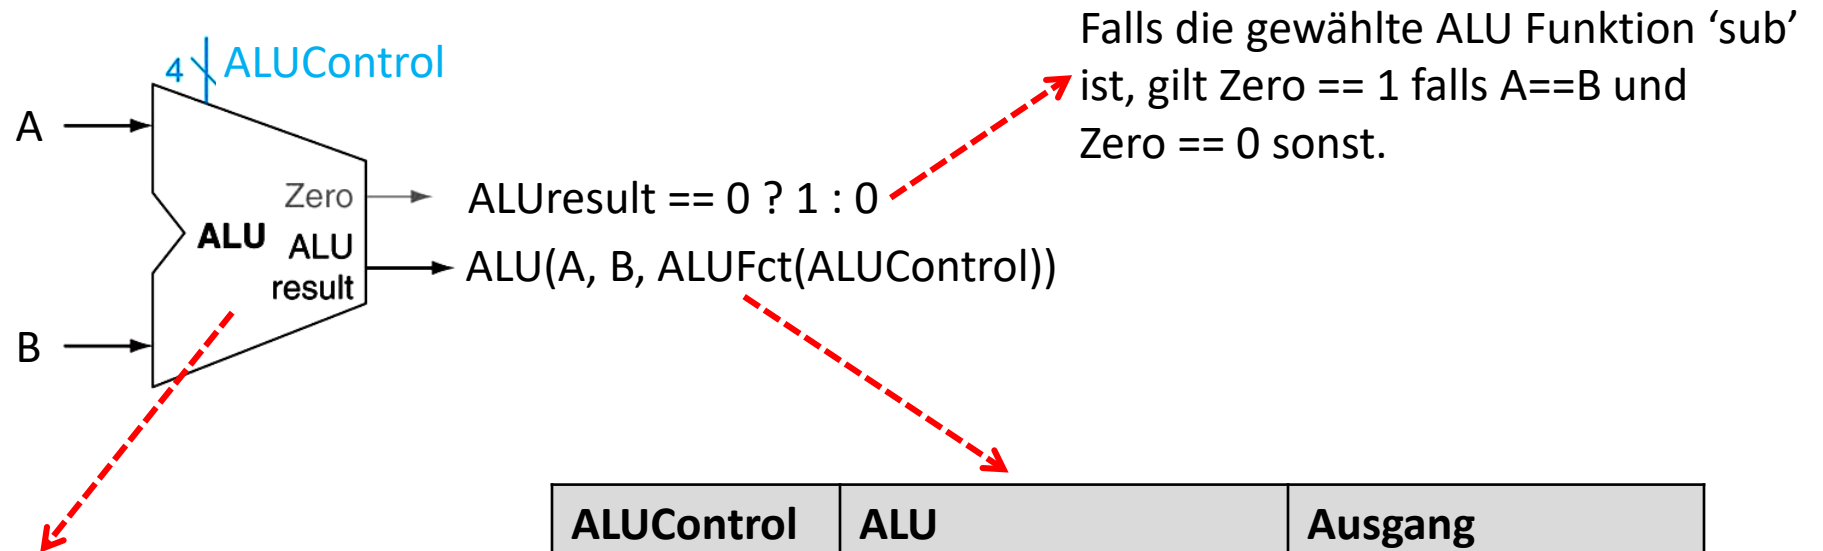 Falls die gewählte ALU Funktion ‘sub’
ist, gilt Zero == 1 falls A==B und
Zero == 0 sonst.
4 ALUControl
A
Zero
ALUresult == 0 ? 1 : 0
ALU
ALU
result
ALU(A, B, ALUFct(ALUControl))
B
ALUControl ALU Ausgang